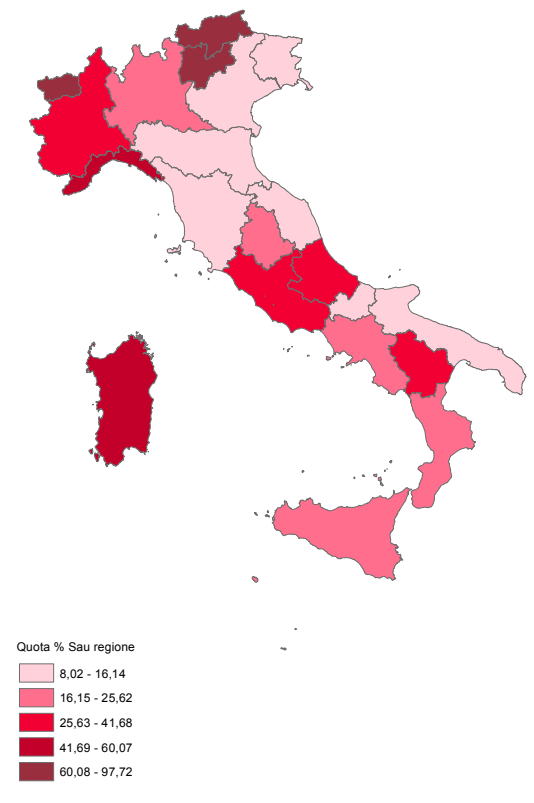 Quota % Sau regione
8,02 - 16,14
16,15 - 25,62
25,63 - 41,68
41,69 - 60,07
60,08 - 97,72